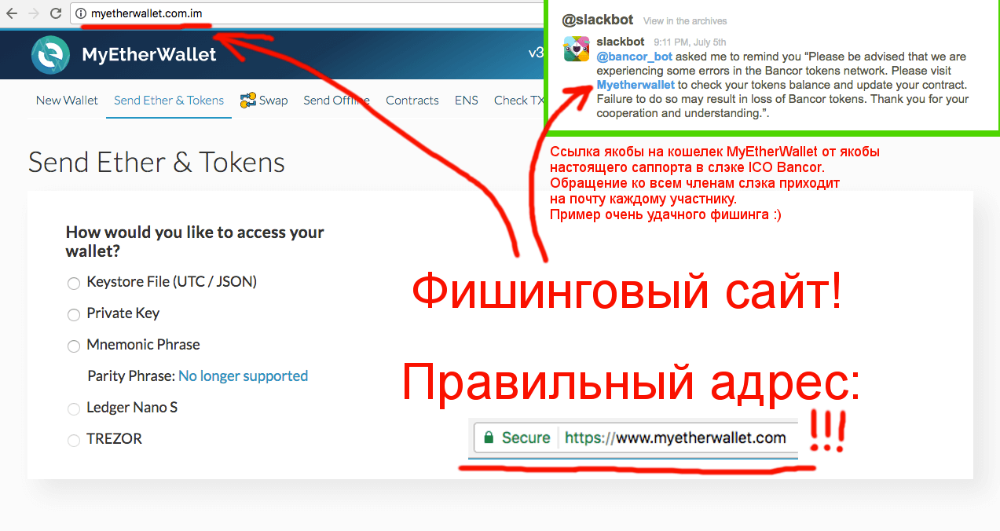 myetherwallet.com.im
MyEtherWallet
v3
New Wallet
Send Ether & Tokens
Swap
Send Offline
Contracts
ENS
Check TX
Send Ether & Tokens
How would you like to access your
wallet?
Keystore File (UTC / JSON)
Private Key
Mnemonic Phrase
Parity Phrase: No longer supported
Ledger Nano S
TREZOR
@slackbot View in the archives
slackbot 9:11 PM, July 5th
@bancor_bot asked me to remind you “Please be advised that we are
experiencing some errors in the Bancor tokens network. Please visit
Myetherwallet to check your tokens balance and update your contract.
Failure to do so may result in loss of Bancor tokens. Thank you for your
cooperation and understanding.”.
Ссылка якобы на кошелек MyEtherWallet от якобы
настоящего саппорта в слэке ICO Bancor.
Обращение ко всем членам слэка приходит
на почту каждому участнику.
Пример очень удачного фишинга :)
Фишинговый сайт!
Правильный адрес:
Secure https://www.myetherwallet.com
!!!